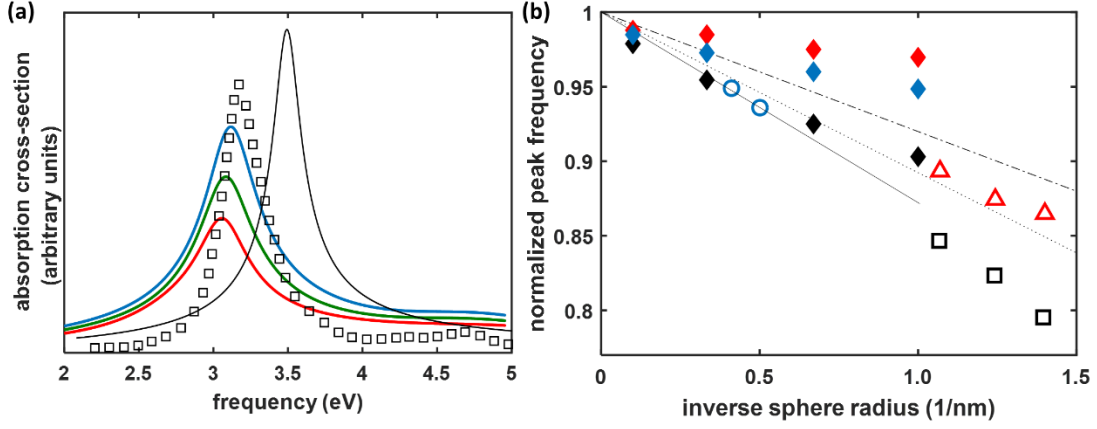 (a)
absorption cross-section
(arbitrary units)
2 2.5 3 3.5 4 4.5 5
frequency (eV)
(b)
normalized peak frequency
1
0.95
0.9
0.85
0.8
0 0.5 1.0 1.5
inverse sphere radius (1/nm)